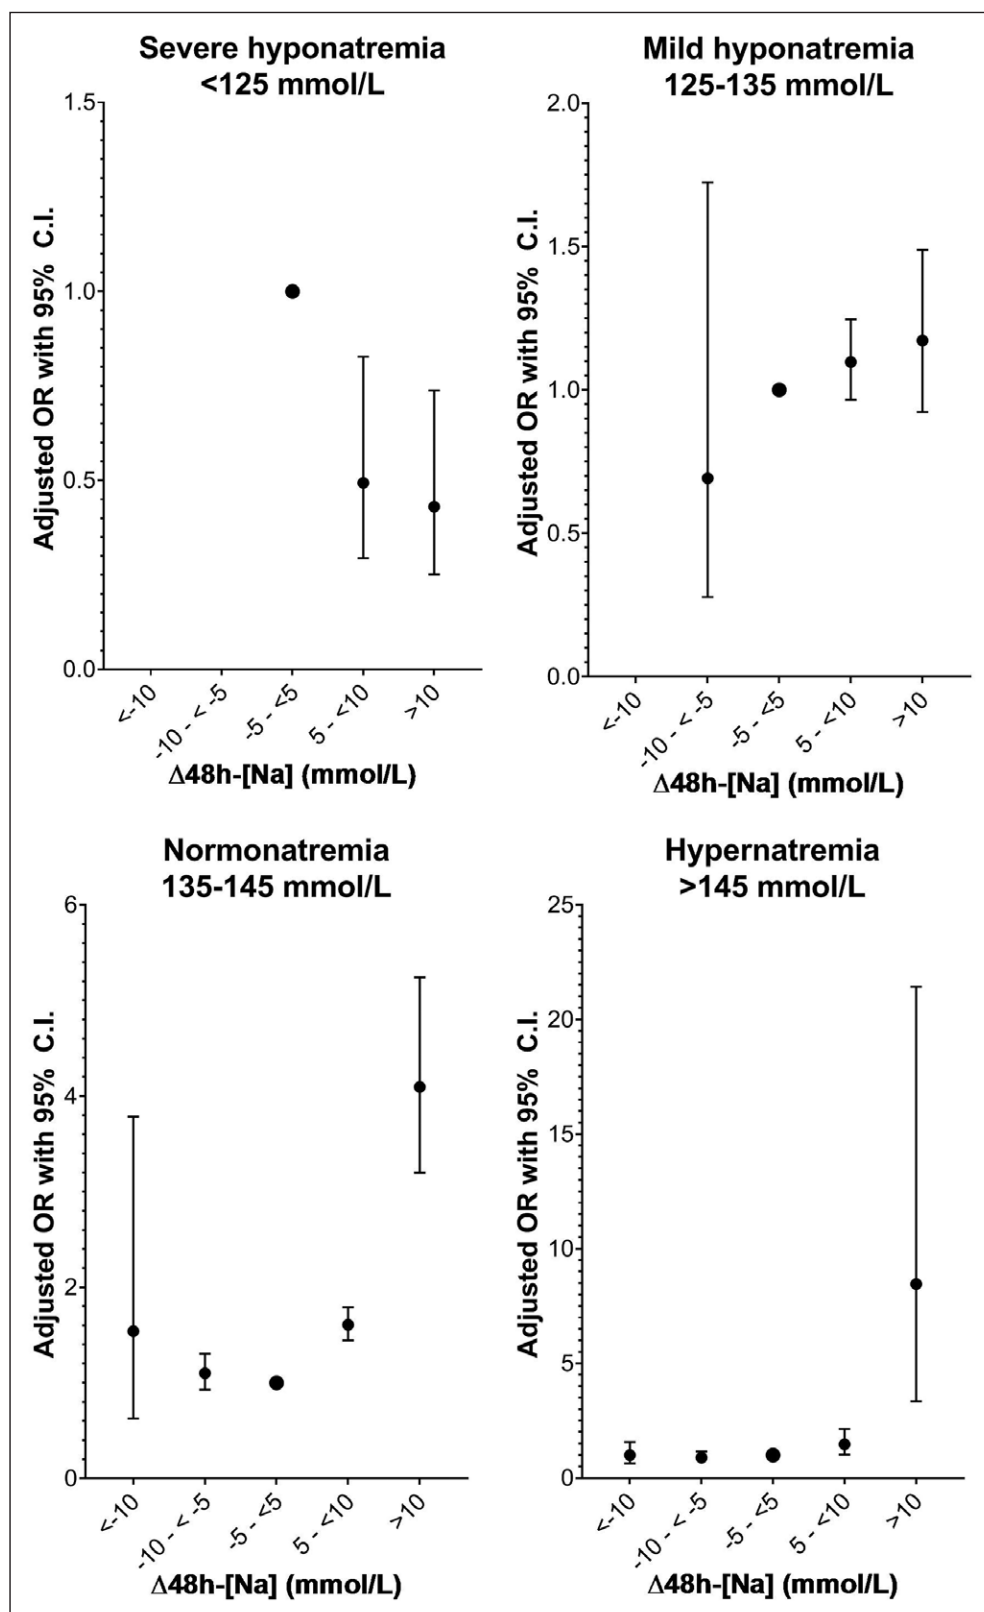 Severe hyponatremia
<125 mmol/L
Adjusted OR with 95% C.I.
1.5
1.0
0.5
0.0
<-10
-10 - < -5
-5 - <5
5 - <10
>10
Δ48h-[Na] (mmol/L)
Mild hyponatremia
125-135 mmol/L
Adjusted OR with 95% C.I.
2.0
1.5
1.0
0.5
0.0
<-10
-10 - < -5
-5 - <5
5 - <10
>10
Δ48h-[Na] (mmol/L)
Normonatremia
135-145 mmol/L
Adjusted OR with 95% C.I.
6
4
2
0
<-10
-10 - < -5
-5 - <5
5 - <10
>10
Δ48h-[Na] (mmol/L)
Hypernatremia
>145 mmol/L
Adjusted OR with 95% C.I.
25
20
15
10
5
0
<-10
-10 - < -5
-5 - <5
5 - <10
>10
Δ48h-[Na] (mmol/L)